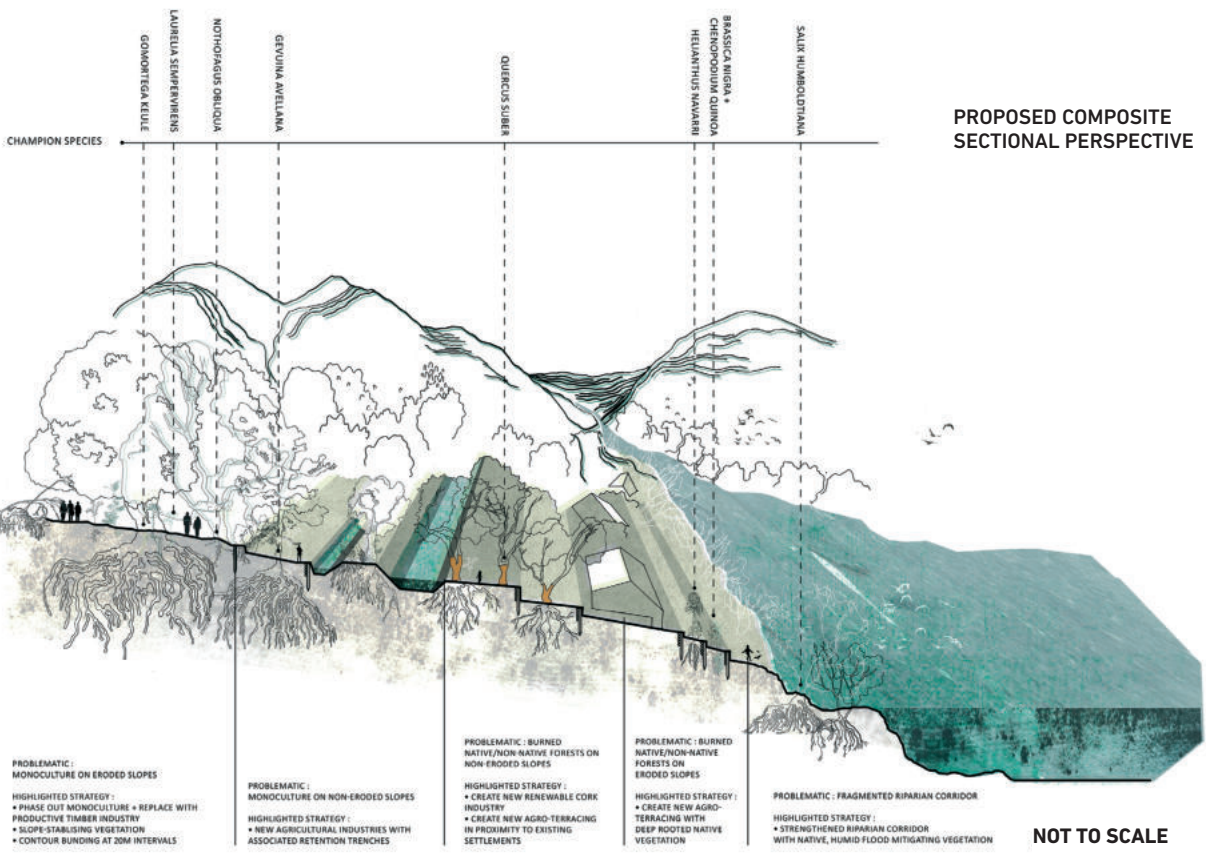 GOMORTEGA KEULE
LAURELIA SEMPERVIRENS
NOTHOFAGUS OBLIQUA
GEVUINA AVELLANA
QUERCUS SUBER
HELIANTHUS NAVARRI
BRASSICA NIGRA +
CHENOPODIUM QUINOA
SALIX HUMBOLDTIANA
PROPOSED COMPOSITE
SECTIONAL PERSPECTIVE
CHAMPION SPECIES
PROBLEMATIC :
MONOCULTURE ON ERODED SLOPES
HIGHLIGHTED STRATEGY :
• PHASE OUT MONOCULTURE + REPLACE WITH
PRODUCTIVE TIMBER INDUSTRY
• SLOPE-STABLISING VEGETATION
• CONTOUR BUNDING AT 20M INTERVALS
PROBLEMATIC :
MONOCULTURE ON NON-ERODED SLOPES
HIGHLIGHTED STRATEGY :
• NEW AGRICULTURAL INDUSTRIES WITH
ASSOCIATED RETENTION TRENCHES
PROBLEMATIC : BURNED
NATIVE/NON-NATIVE FORESTS ON
NON-ERODED SLOPES
HIGHLIGHTED STRATEGY :
• CREATE NEW RENEWABLE CORK
INDUSTRY
• CREATE NEW AGRO-TERRACING
IN PROXIMITY TO EXISTING
SETTLEMENTS
PROBLEMATIC : BURNED
NATIVE/NON-NATIVE
FORESTS ON
ERODED SLOPES
HIGHLIGHTED STRATEGY :
• CREATE NEW AGRO-
TERRACING WITH
DEEP ROOTED NATIVE
VEGETATION
PROBLEMATIC : FRAGMENTED RIPARIAN CORRIDOR
HIGHLIGHTED STRATEGY :
• STRENGTHENED RIPARIAN CORRIDOR
WITH NATIVE, HUMID FLOOD MITIGATING VEGETATION
NOT TO SCALE